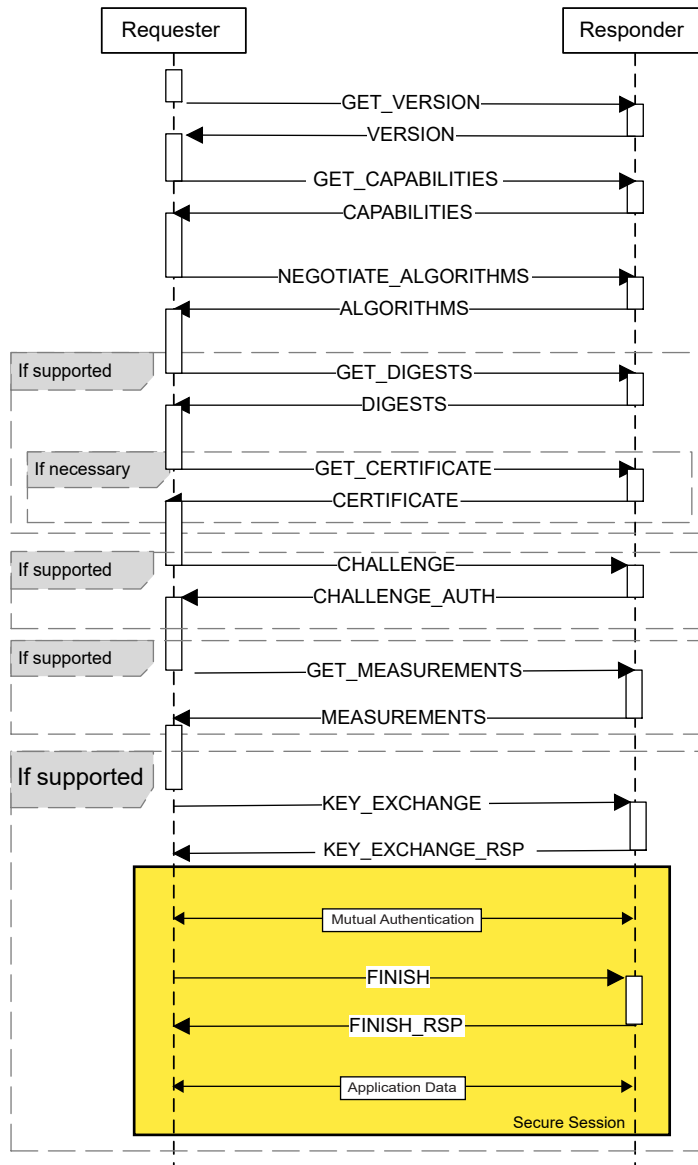 Requester
Responder
GET_VERSION
VERSION
GET_CAPABILITIES
CAPABILITIES
NEGOTIATE_ALGORITHMS
ALGORITHMS
If supported
GET_DIGESTS
DIGESTS
If necessary
GET_CERTIFICATE
CERTIFICATE
If supported
CHALLENGE
CHALLENGE_AUTH
If supported
GET_MEASUREMENTS
MEASUREMENTS
If supported
KEY_EXCHANGE
KEY_EXCHANGE_RSP
Mutual Authentication
FINISH
FINISH_RSP
Application Data
Secure Session